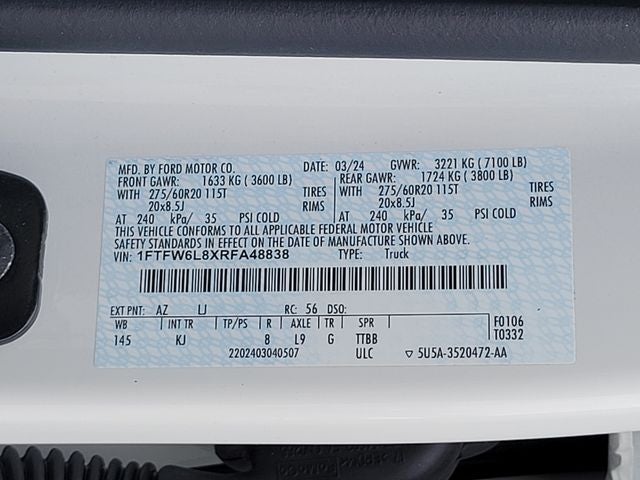 MFD. BY FORD MOTOR CO. DATE: 03/24 GVWR: 3221 KG ( 7100 LB)
FRONT GAWR: 1633 KG ( 3600 LB) REAR GAWR: 1724 KG ( 3800 LB)
WITH 275/60R20 115T TIRES WITH 275/60R20 115T TIRES
20x8.5J RIMS 20x8.5J RIMS
AT 240 kPa/ 35 PSI COLD AT 240 kPa/ 35 PSI COLD
THIS VEHICLE CONFORMS TO ALL APPLICABLE FEDERAL MOTOR VEHICLE
SAFETY STANDARDS IN EFFECT ON THE DATE OF MANUFACTURE SHOWN ABOVE.
VIN: 1FTFW6L8XRFA48838 TYPE: Truck
EXT PNT: AZ LJ RC: 56 DSO: F0106
WB INT TR TP/PS R AXLE TR SPR T0332
145 KJ 8 L9 G TTBB
2202403040507 ULC ▽ 5U5A-3520472-AA